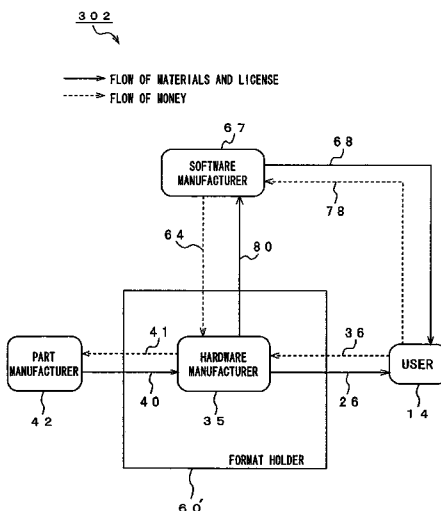 302
FLOW OF MATERIALS AND LICENSE
FLOW OF MONEY
67
SOFTWARE
MANUFACTURER
68
78
64
80
41
36
PART
MANUFACTURER
HARDWARE
MANUFACTURER
USER
42
40
35
26
14
FORMAT HOLDER
60'